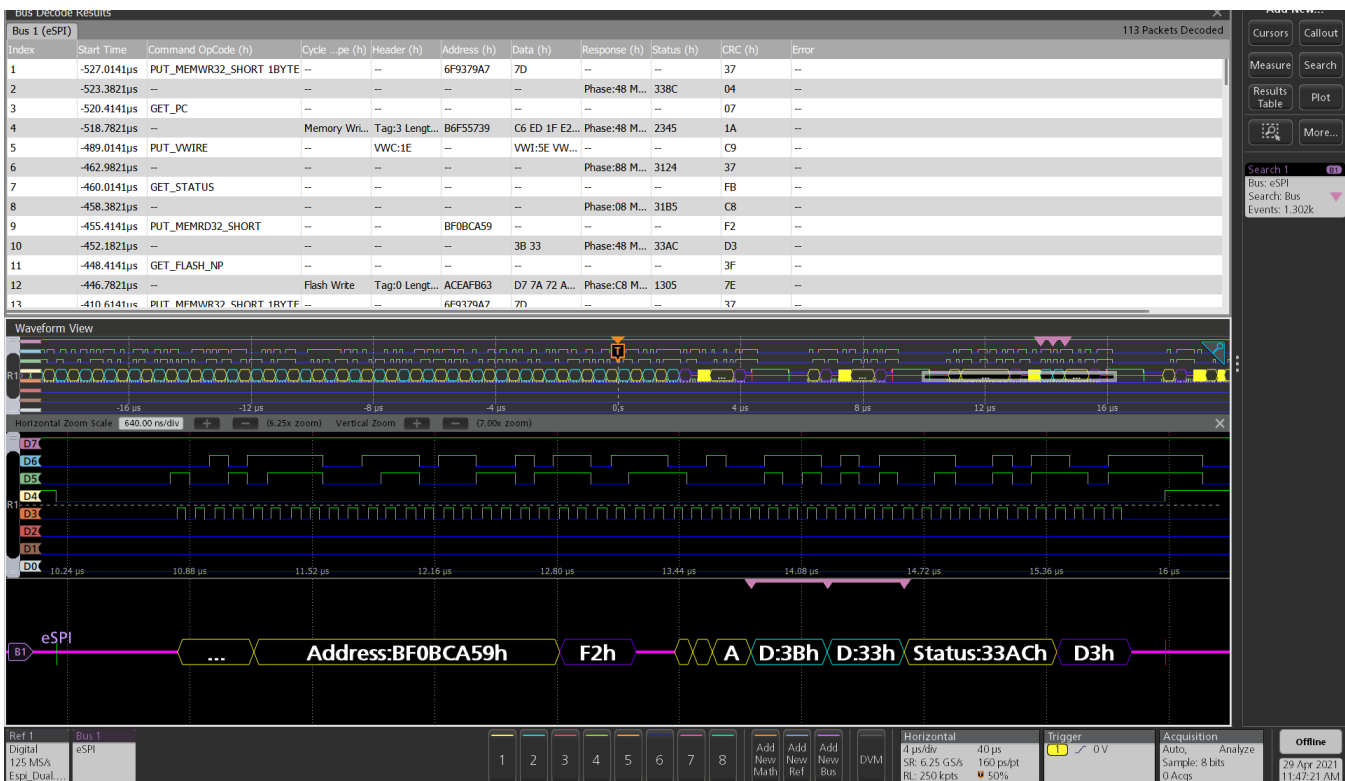 Bus Decode Results
Bus 1 (eSPI) 113 Packets Decoded
Index Start Time Command OpCode (h) Cycle ...pe (h) Header (h) Address (h) Data (h) Response (h) Status (h) CRC (h) Error
1 -527.0141µs PUT_MEMWR32_SHORT 1BYTE -- -- 6F9379A7 7D -- -- 37 --
2 -523.3821µs -- -- -- -- -- Phase:48 M... 338C 04 --
3 -520.4141µs GET_PC -- -- -- -- -- -- 07 --
4 -518.7821µs -- Memory Wri... Tag:3 Lengt... B6F55739 C6 ED 1F E2... Phase:48 M... 2345 1A --
5 -489.0141µs PUT_VWIRE -- VWC:1E -- VWI:5E VW... -- -- C9 --
6 -462.9821µs -- -- -- -- -- Phase:88 M... 3124 37 --
7 -460.0141µs GET_STATUS -- -- -- -- -- -- FB --
8 -458.3821µs -- -- -- -- -- Phase:08 M... 31B5 C8 --
9 -455.4141µs PUT_MEMRD32_SHORT -- -- BF0BCA59 -- -- -- F2 --
10 -452.1821µs -- -- -- -- 3B 33 Phase:48 M... 33AC D3 --
11 -448.4141µs GET_FLASH_NP -- -- -- -- -- -- 3F --
12 -446.7821µs -- Flash Write Tag:0 Lengt... ACEAFB63 D7 7A 72 A... Phase:C8 M... 1305 7E --
13 -410.6141µs PUT_MEMWR32_SHORT 1BYTE -- -- 6F9379A7 7D -- -- 37 --
Add New...
Cursors Callout
Measure Search
Results Table Plot
More...
Search 1 B1
Bus: eSPI
Search: Bus
Events: 1.302k
Waveform View
T
R1
-16 µs -12 µs -8 µs -4 µs 0 s 4 µs 8 µs 12 µs 16 µs
Horizontal Zoom Scale 640.00 ns/div + - (6.25x zoom) Vertical Zoom + - (7.00x zoom)
D7
D6
D5
D4
R1
D3
D2
D1
D0
10.24 µs 10.88 µs 11.52 µs 12.16 µs 12.80 µs 13.44 µs 14.08 µs 14.72 µs 15.36 µs 16 µs
eSPI
B1 ... Address:BF0BCA59h F2h A D:3Bh D:33h Status:33ACh D3h
Ref 1
Digital
125 MS/s
Espi_Dual....
Bus 1
eSPI
1 2 3 4 5 6 7 8
Add New Math
Add New Ref
Add New Bus
DVM
Horizontal
4 µs/div 40 µs
SR: 6.25 GS/s 160 ps/pt
RL: 250 kpts 50%
Trigger
1 0 V
Acquisition
Auto, Analyze
Sample: 8 bits
0 Acqs
Offline
29 Apr 2021
11:47:21 AM